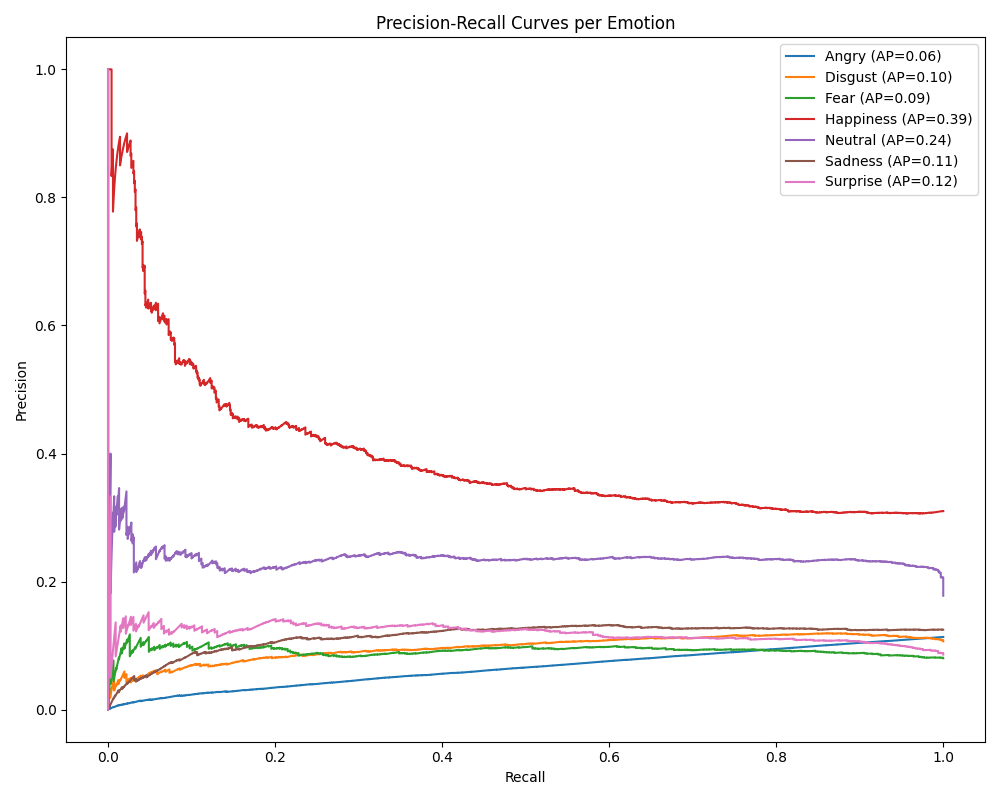 Precision-Recall Curves per Emotion
Angry (AP=0.06)
Disgust (AP=0.10)
Fear (AP=0.09)
Happiness (AP=0.39)
Neutral (AP=0.24)
Sadness (AP=0.11)
Surprise (AP=0.12)
Precision
1.0
0.8
0.6
0.4
0.2
0.0
0.0 0.2 0.4 0.6 0.8 1.0
Recall